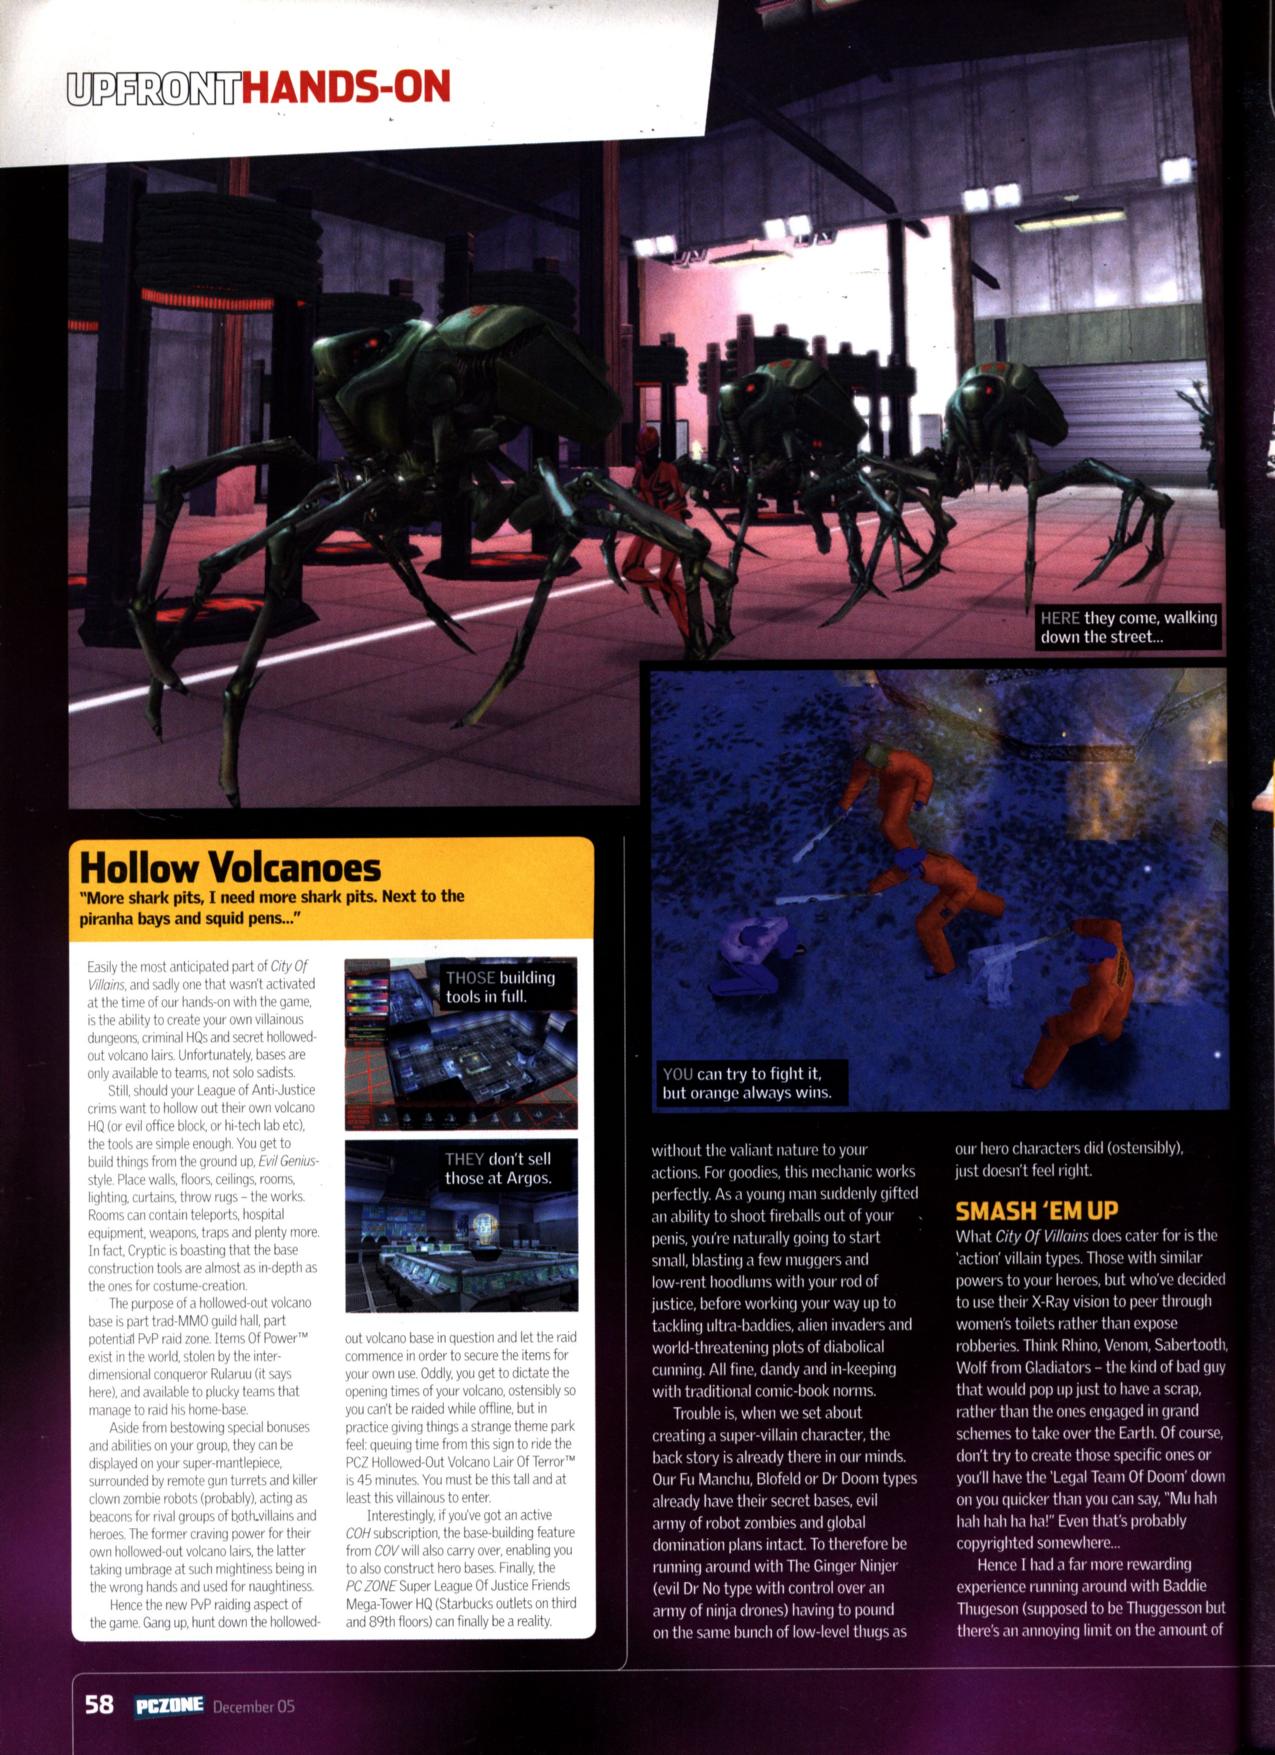 UPFRONTHANDS-ON
HERE they come, walking
down the street...
Hollow Volcanoes
"More shark pits, I need more shark pits. Next to the
piranha bays and squid pens..."
Easily the most anticipated part of City Of
Villains, and sadly one that wasn't activated
at the time of our hands-on with the game,
is the ability to create your own villainous
dungeons, criminal HQs and secret hollowed-
out volcano lairs. Unfortunately, bases are
only available to teams, not solo sadists.
Still, should your League of Anti-Justice
crims want to hollow out their own volcano
HQ (or evil office block, or hi-tech lab etc),
the tools are simple enough. You get to
build things from the ground up, Evil Genius-
style. Place walls, floors, ceilings, rooms,
lighting, curtains, throw rugs – the works.
Rooms can contain teleports, hospital
equipment, weapons, traps and plenty more.
In fact, Cryptic is boasting that the base
construction tools are almost as in-depth as
the ones for costume-creation.
The purpose of a hollowed-out volcano
base is part trad-MMO guild hall, part
potential PvP raid zone. Items Of Power™
exist in the world, stolen by the inter-
dimensional conqueror Rularuu (it says
here), and available to plucky teams that
manage to raid his home-base.
Aside from bestowing special bonuses
and abilities on your group, they can be
displayed on your super-mantlepiece,
surrounded by remote gun turrets and killer
clown zombie robots (probably), acting as
beacons for rival groups of both villains and
heroes. The former craving power for their
own hollowed-out volcano lairs, the latter
taking umbrage at such mightiness being in
the wrong hands and used for naughtiness.
Hence the new PvP raiding aspect of
the game. Gang up, hunt down the hollowed-
THOSE building
tools in full.
THEY don't sell
those at Argos.
out volcano base in question and let the raid
commence in order to secure the items for
your own use. Oddly, you get to dictate the
opening times of your volcano, ostensibly so
you can't be raided while offline, but in
practice giving things a strange theme park
feel: queuing time from this sign to ride the
PCZ Hollowed-Out Volcano Lair Of Terror™
is 45 minutes. You must be this tall and at
least this villainous to enter.
Interestingly, if you've got an active
COH subscription, the base-building feature
from COV will also carry over, enabling you
to also construct hero bases. Finally, the
PC ZONE Super League Of Justice Friends
Mega-Tower HQ (Starbucks outlets on third
and 89th floors) can finally be a reality.
YOU can try to fight it,
but orange always wins.
without the valiant nature to your
actions. For goodies, this mechanic works
perfectly. As a young man suddenly gifted
an ability to shoot fireballs out of your
penis, you're naturally going to start
small, blasting a few muggers and
low-rent hoodlums with your rod of
justice, before working your way up to
tackling ultra-baddies, alien invaders and
world-threatening plots of diabolical
cunning. All fine, dandy and in-keeping
with traditional comic-book norms.
Trouble is, when we set about
creating a super-villain character, the
back story is already there in our minds.
Our Fu Manchu, Blofeld or Dr Doom types
already have their secret bases, evil
army of robot zombies and global
domination plans intact. To therefore be
running around with The Ginger Ninjer
(evil Dr No type with control over an
army of ninja drones) having to pound
on the same bunch of low-level thugs as
our hero characters did (ostensibly),
just doesn't feel right.
SMASH 'EM UP
What City Of Villains does cater for is the
'action' villain types. Those with similar
powers to your heroes, but who've decided
to use their X-Ray vision to peer through
women's toilets rather than expose
robberies. Think Rhino, Venom, Sabertooth,
Wolf from Gladiators – the kind of bad guy
that would pop up just to have a scrap,
rather than the ones engaged in grand
schemes to take over the Earth. Of course,
don't try to create those specific ones or
you'll have the 'Legal Team Of Doom' down
on you quicker than you can say, "Mu hah
hah hah ha ha!" Even that's probably
copyrighted somewhere...
Hence I had a far more rewarding
experience running around with Baddie
Thugeson (supposed to be Thuggesson but
there's an annoying limit on the amount of
58 PCZONE December 05